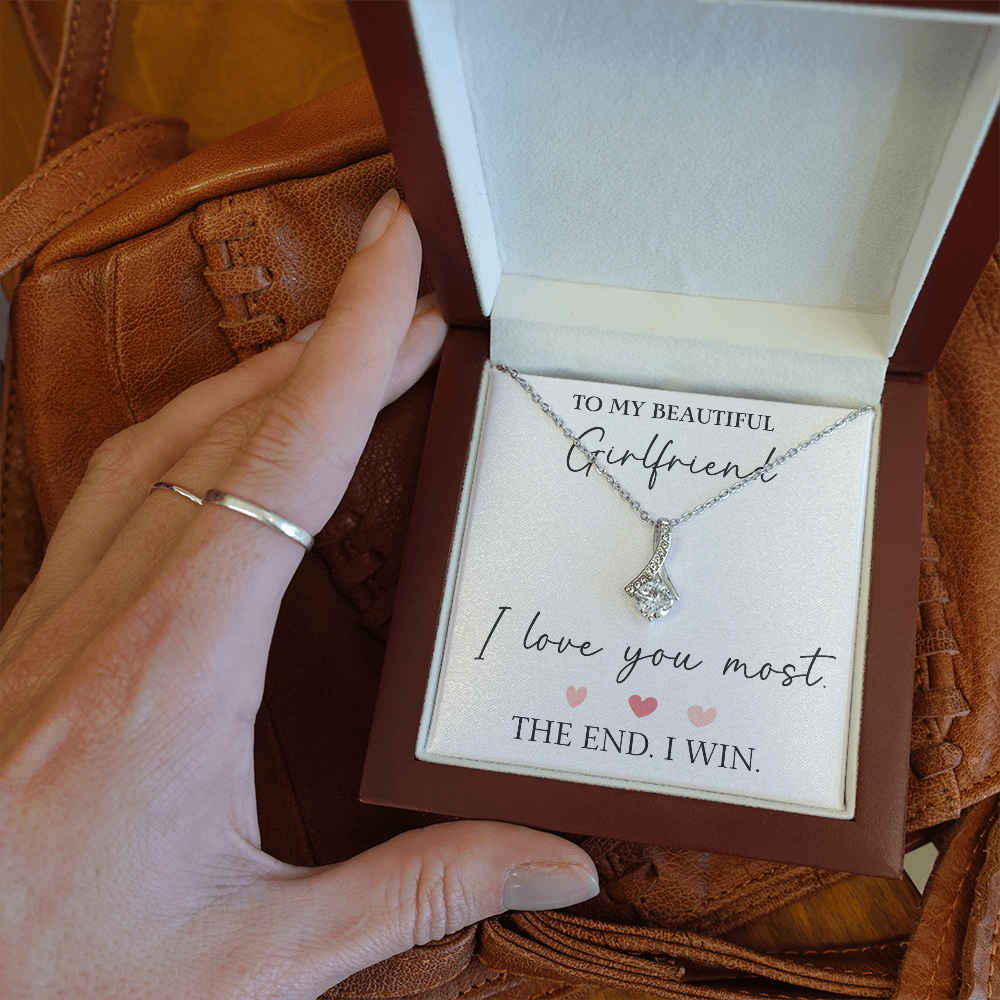 TO MY BEAUTIFUL
Girlfriend
I love you most.
THE END. I WIN.